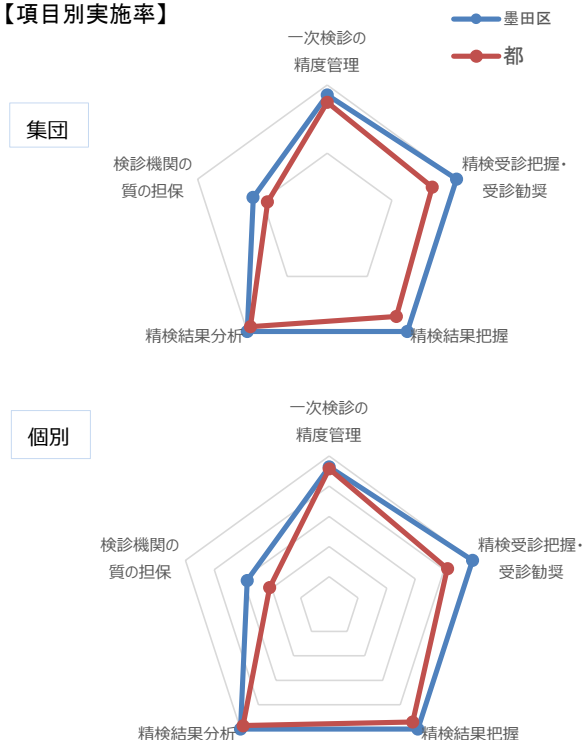 【項目別実施率】
墨田区
都
集団
一次検診の
精度管理
精検受診把握・
受診勧奨
精検結果把握
精検結果分析
検診機関の
質の担保
個別
一次検診の
精度管理
精検受診把握・
受診勧奨
精検結果把握
精検結果分析
検診機関の
質の担保